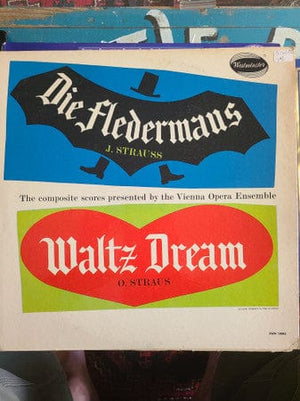 Westminster
Die Fledermaus
J. STRAUSS
The composite scores presented by the Vienna Opera Ensemble
Waltz Dream
O. STRAUS